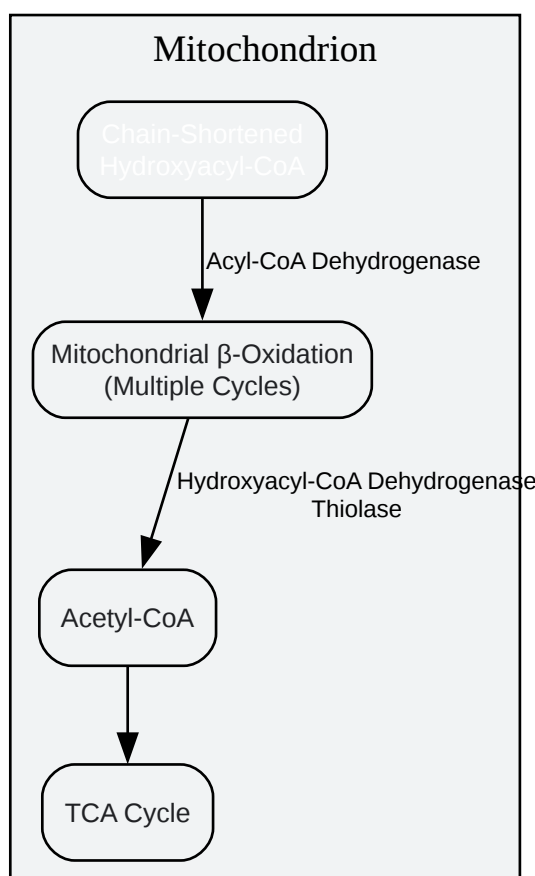 Mitochondrion
Chain-Shortened
Hydroxyacyl-CoA
Acyl-CoA Dehydrogenase
Mitochondrial β-Oxidation
(Multiple Cycles)
Hydroxyacyl-CoA Dehydrogenase
Thiolase
Acetyl-CoA
TCA Cycle